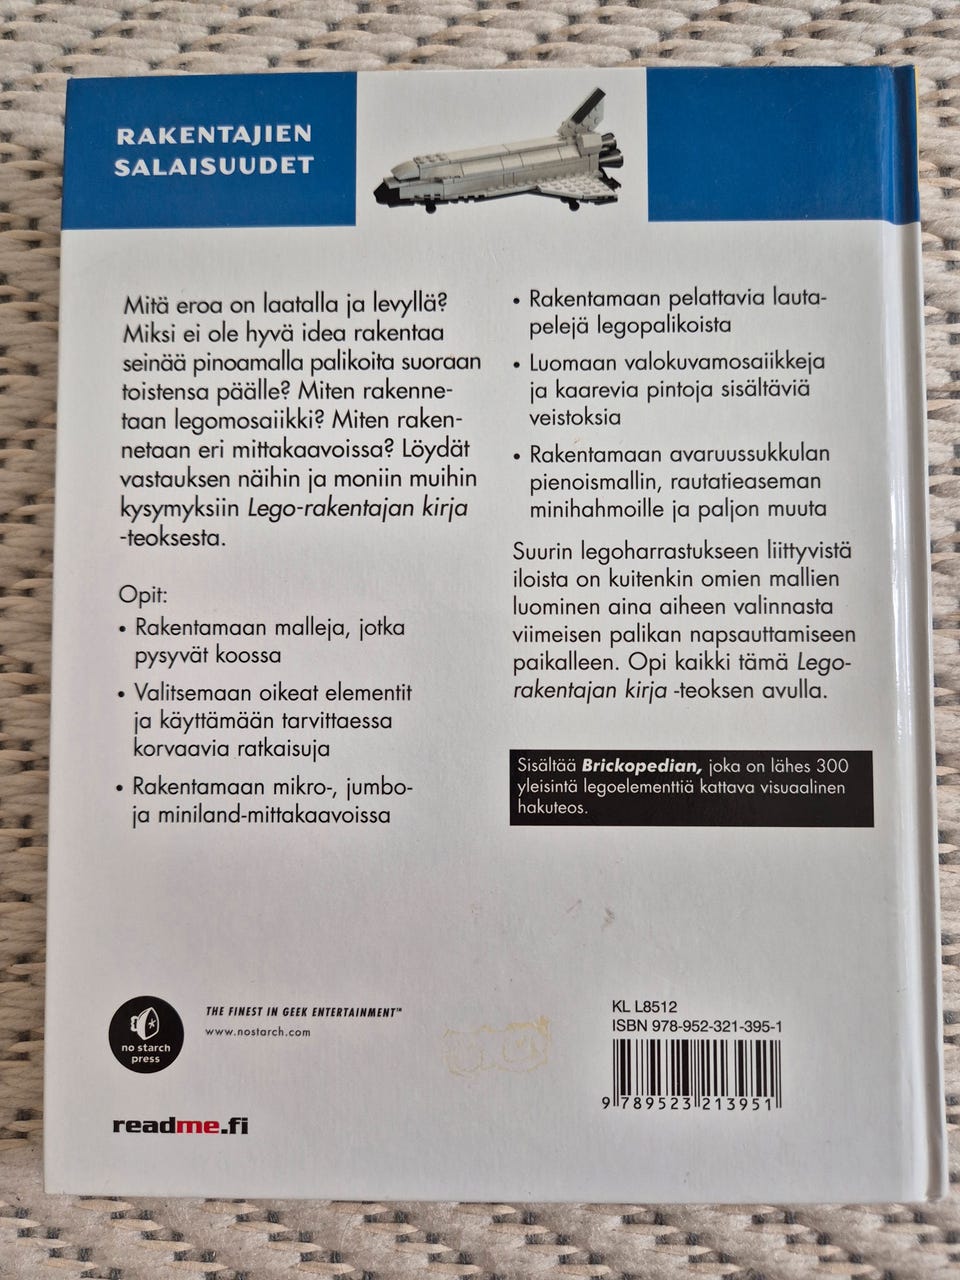 RAKENTAJIEN
SALAISUUDET
Mitä eroa on laatalla ja levyllä?
Miksi ei ole hyvä idea rakentaa
seinää pinoamalla palikoita suoraan
toistensa päälle? Miten rakenne-
taan legomosaiikki? Miten raken-
netaan eri mittakaavoissa? Löydät
vastauksen näihin ja moniin muihin
kysymyksiin Lego-rakentajan kirja
-teoksesta.
Opit:
• Rakentamaan malleja, jotka
pysyvät koossa
• Valitsemaan oikeat elementit
ja käyttämään tarvittaessa
korvaavia ratkaisuja
• Rakentamaan mikro-, jumbo-
ja miniland-mittakaavoissa
• Rakentamaan pelattavia lauta-
pelejä legopalikoista
• Luomaan valokuvamosaiikkeja
ja kaarevia pintoja sisältäviä
veistoksia
• Rakentamaan avaruussukkulan
pienoismallin, rautatieaseman
minihahmoille ja paljon muuta
Suurin legoharrastukseen liittyvistä
iloista on kuitenkin omien mallien
luominen aina aiheen valinnasta
viimeisen palikan napsauttamiseen
paikalleen. Opi kaikki tämä Lego-
rakentajan kirja -teoksen avulla.
Sisältää Brickopedian, joka on lähes 300
yleisintä legoelementtiä kattava visuaalinen
hakuteos.
no starch
press
THE FINEST IN GEEK ENTERTAINMENT™
www.nostarch.com
readme.fi
KL L8512
ISBN 978-952-321-395-1
9 789523 213951